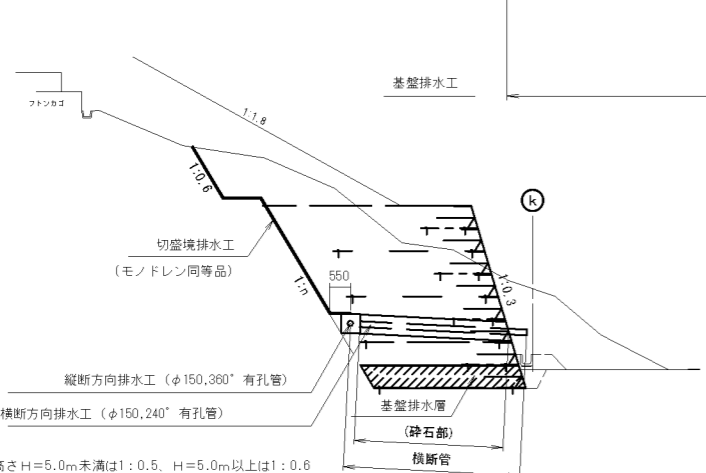 基盤排水工
フトンカゴ
1:1.8
1:0.6
k
切盛境排水工
(モノドレン同等品)
550
1:n
1:0.3
縦断方向排水工(φ150,360°有孔管)
横断方向排水工(φ150,240°有孔管)
基盤排水層
(砕石部)
横断管
高さH=5.0m未満は1:0.5、H=5.0m以上は1:0.6